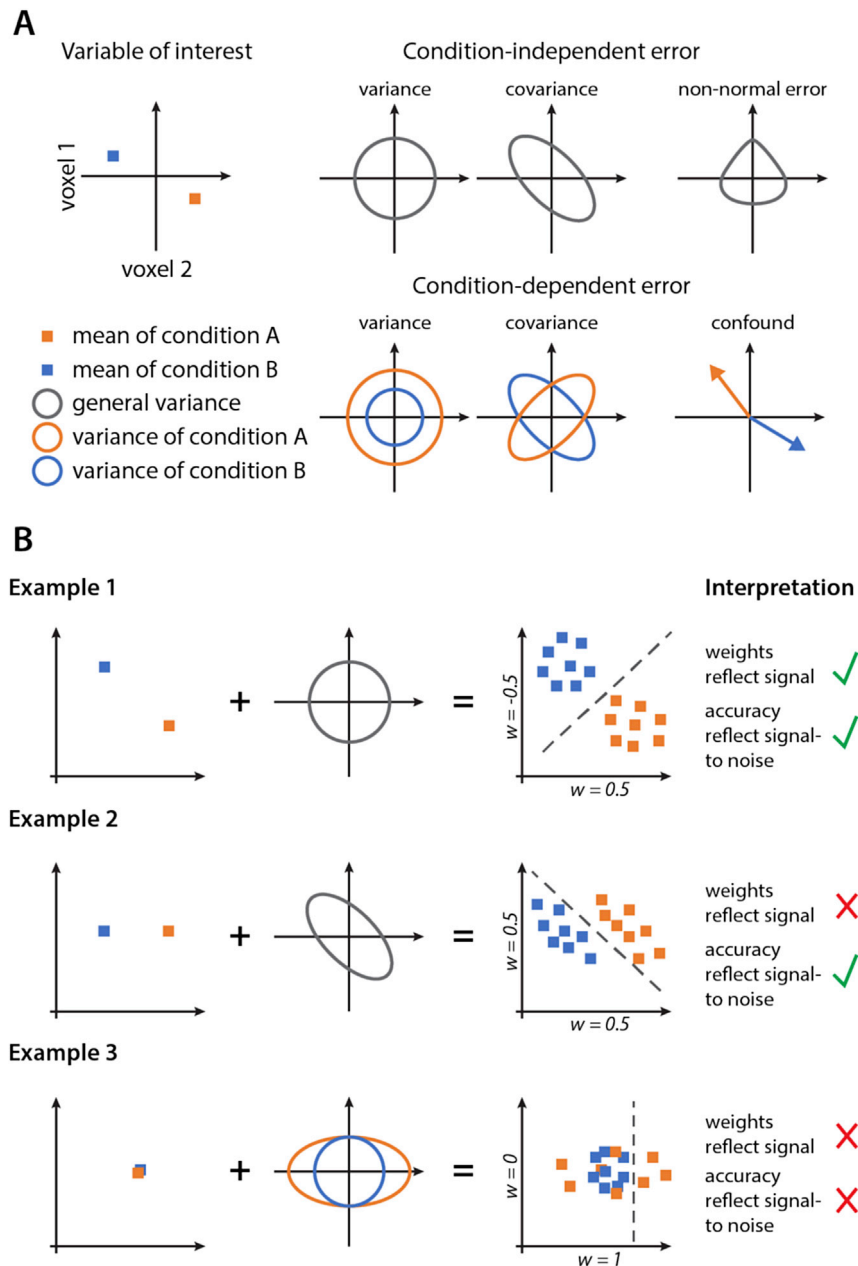 A
Variable of interest
Condition-independent error
variance
covariance
non-normal error
voxel 1
voxel 2
Condition-dependent error
variance
covariance
confound
mean of condition A
mean of condition B
general variance
variance of condition A
variance of condition B
B
Example 1
Interpretation
+
=
w = -0.5
w = 0.5
weights
reflect signal
accuracy
reflect signal-
to noise
Example 2
+
=
w = 0.5
w = 0.5
weights
reflect signal
accuracy
reflect signal-
to noise
Example 3
+
=
w = 0
w = 1
weights
reflect signal
accuracy
reflect signal-
to noise